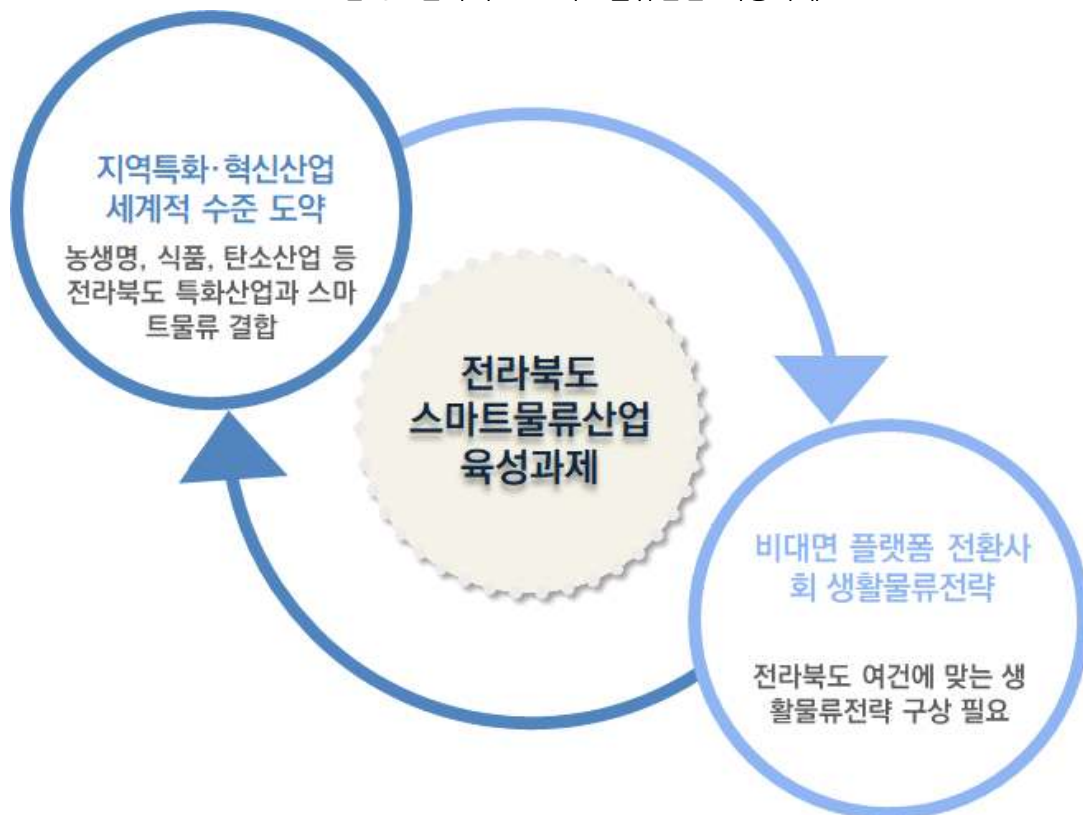 지역특화·혁신산업
세계적 수준 도약
농생명, 식품, 탄소산업 등
전라북도 특화산업과 스마
트물류 결합
전라북도
스마트물류산업
육성과제
비대면 플랫폼 전환사
회 생활물류전략
전라북도 여건에 맞는 생
활물류전략 구상 필요